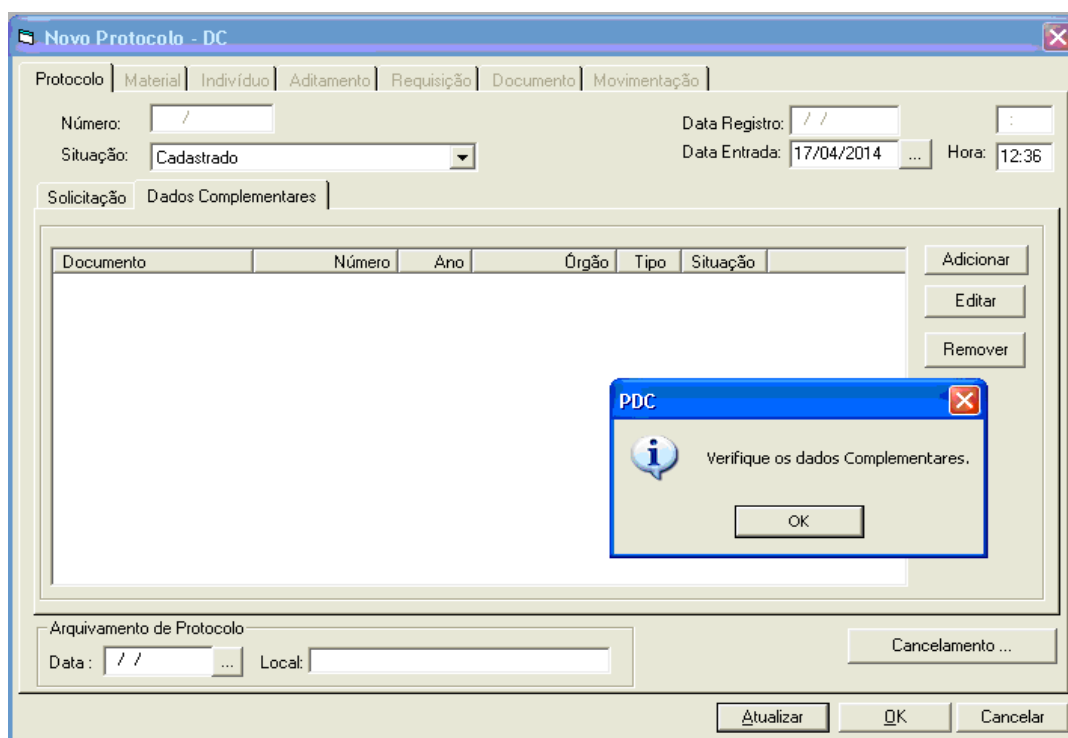 Novo Protocolo - DC
Protocolo Material Indivíduo Aditamento Requisição Documento Movimentação
Número: / Data Registro: / / :
Situação: Cadastrado Data Entrada: 17/04/2014 ... Hora: 12:36
Solicitação Dados Complementares
Documento Número Ano Órgão Tipo Situação Adicionar
Editar
Remover
PDC
Verifique os dados Complementares.
OK
Arquivamento de Protocolo
Data : / / ... Local: Cancelamento ...
Atualizar OK Cancelar